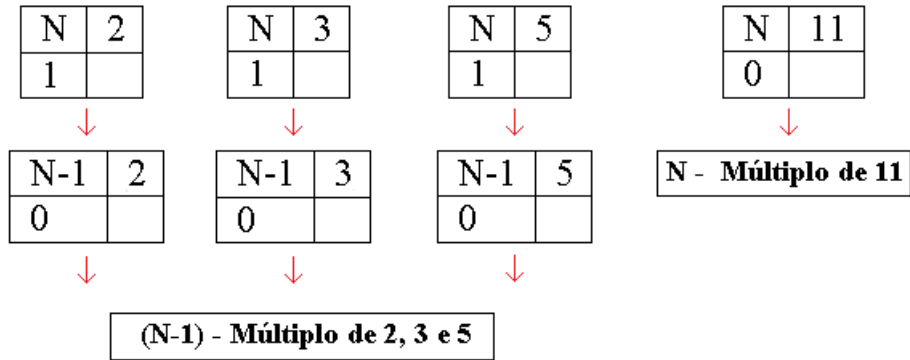 N 2 N 3 N 5 N 11
1 1 1 0
N-1 2 N-1 3 N-1 5 N - Múltiplo de 11
0 0 0
(N-1) - Múltiplo de 2, 3 e 5